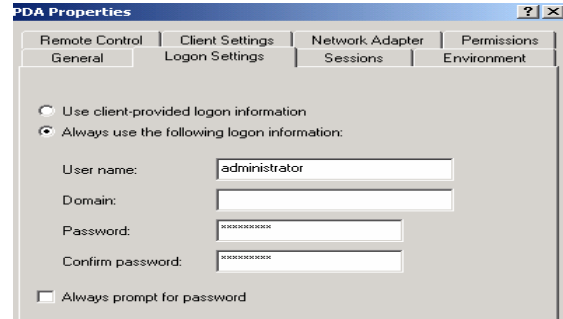 PDA Properties
Remote Control Client Settings Network Adapter Permissions
General Logon Settings Sessions Environment
Use client-provided logon information
Always use the following logon information:
User name: administrator
Domain:
Password: *********
Confirm password: *********
Always prompt for password